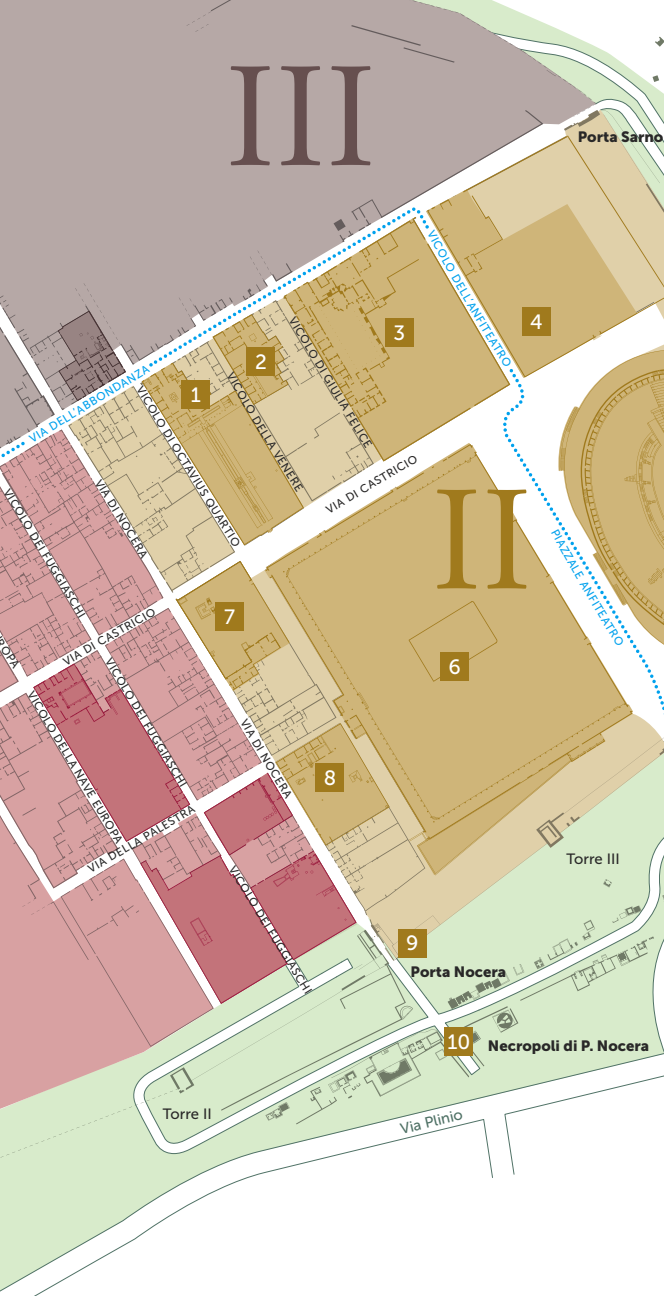 III
Porta Sarno
VICOLO DELL'ANFITEATRO
4
3
2
1
VICOLO DI GIULIA FELICE
VIA DELL'ABBONDANZA
VICOLO DELLA VENERE
VICOLO DI OCTAVIUS QUARTIO
VIA DI CASTRICIO
VIA DI NOCERA
VICOLO DEI FUGGIASCHI
II
PIAZZALE ANFITEATRO
7
VIA DI CASTRICIO
ROPA
6
VICOLO DEI FUGGIASCHI
VICOLO DELLA NAVE EUROPA
VIA DI NOCERA
8
VIA DELLA PALESTRA
Torre III
VICOLO DEI FUGGIASCHI
9
Porta Nocera
10
Necropoli di P. Nocera
Torre II
Via Plinio